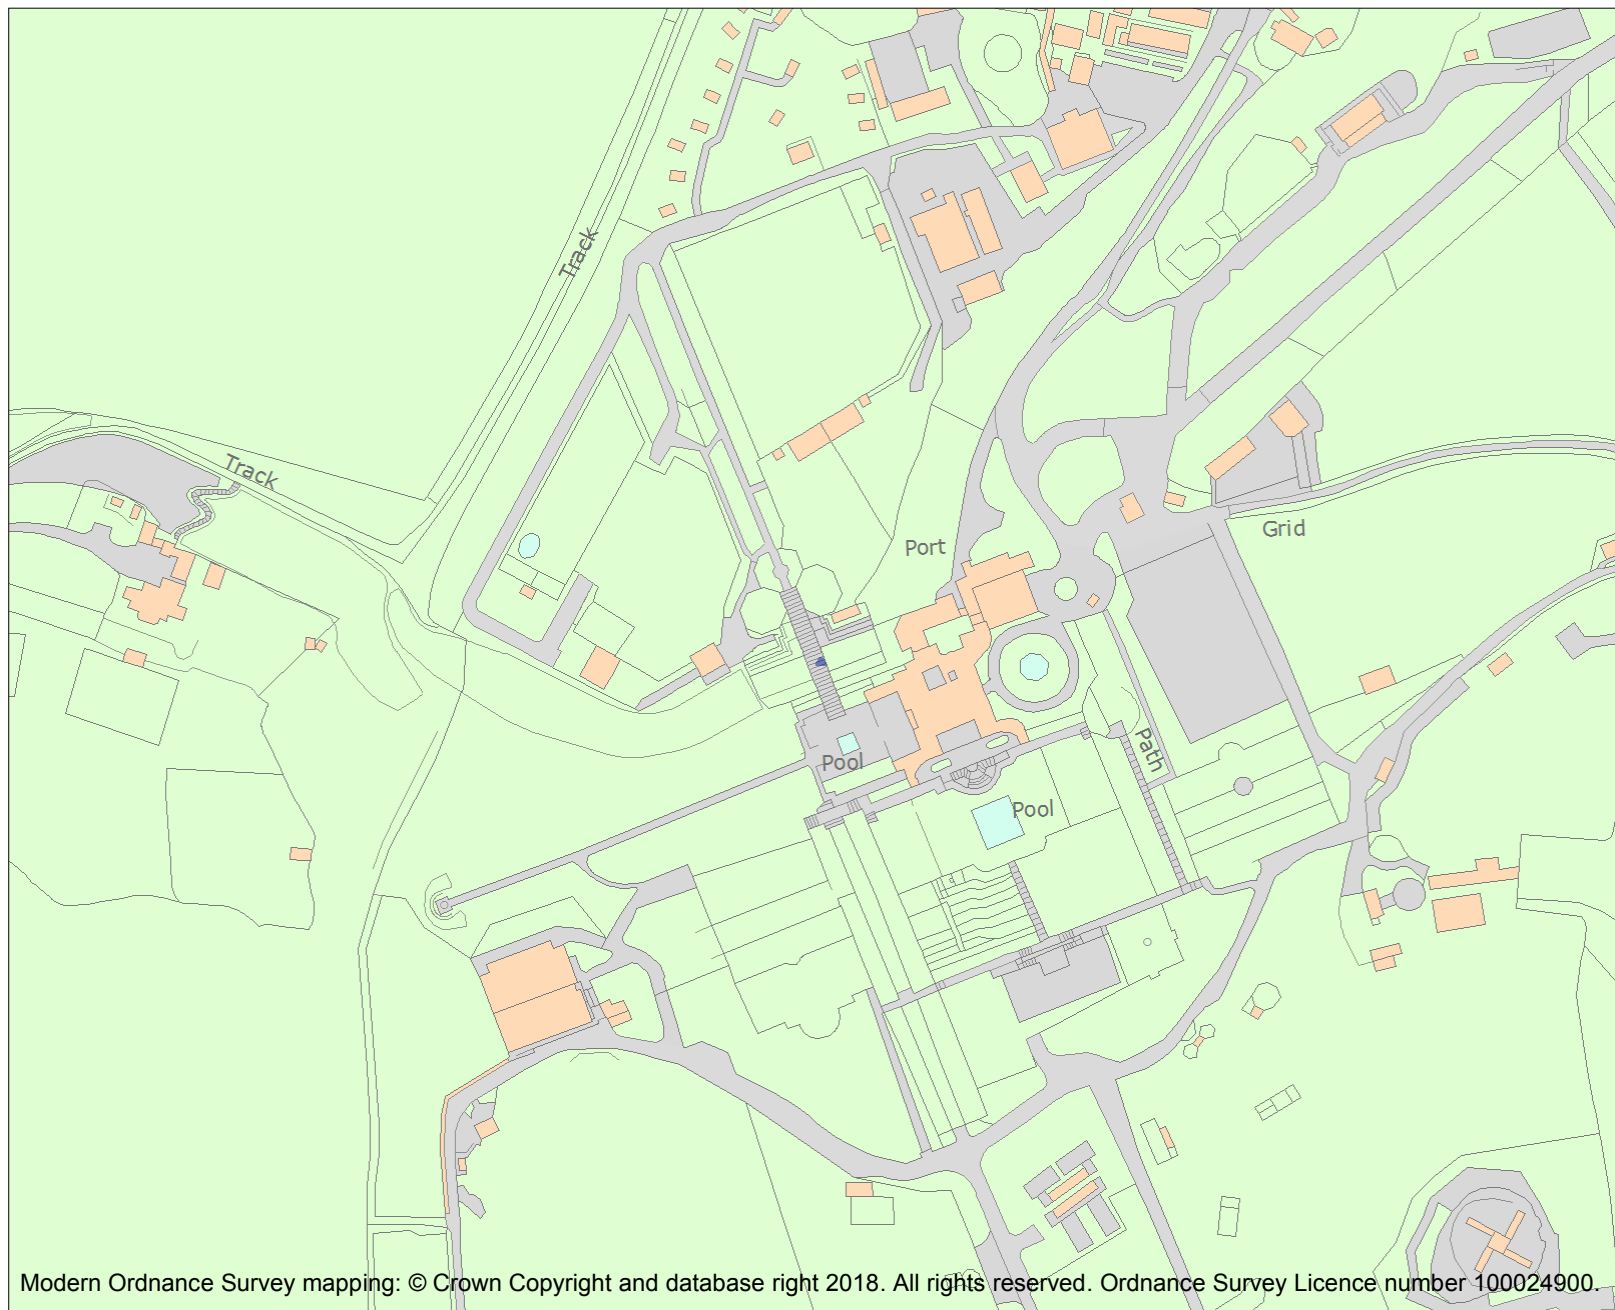 Track
Track
Grid
Port
Path
Pool
Pool
Modern Ordnance Survey mapping: © Crown Copyright and database right 2018. All rights reserved. Ordnance Survey Licence number 100024900.